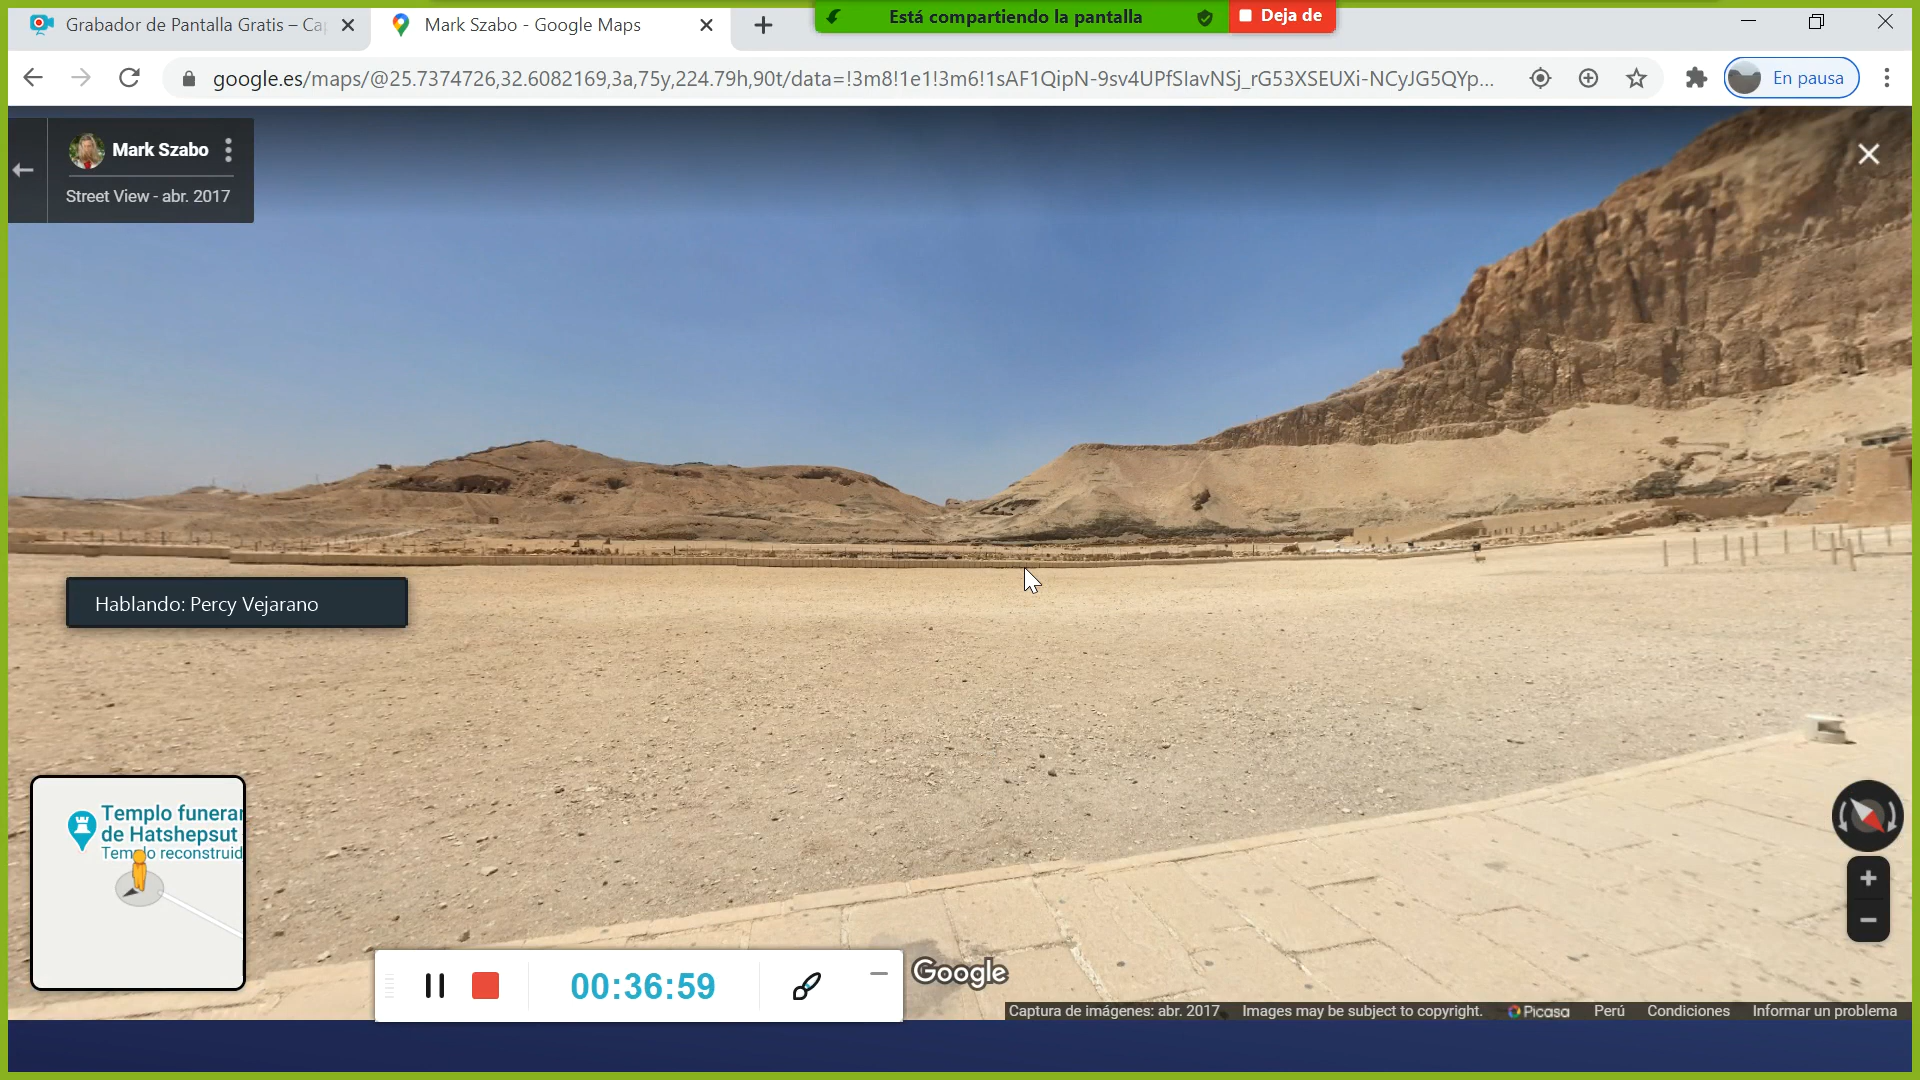 Grabador de Pantalla Gratis – Ca
Mark Szabo - Google Maps
Está compartiendo la pantalla
Deja de
google.es/maps/@25.7374726,32.6082169,3a,75y,224.79h,90t/data=!3m8!1e1!3m6!1sAF1QipN-9sv4UPfSlavNSj_rG53XSEUXi-NCyJG5QYp...
En pausa
Mark Szabo
Street View - abr. 2017
Hablando: Percy Vejarano
Templo funerar
de Hatshepsut
Templo reconstruid
00:36:59
Google
Captura de imágenes: abr. 2017
Images may be subject to copyright.
Picasa
Perú
Condiciones
Informar un problema